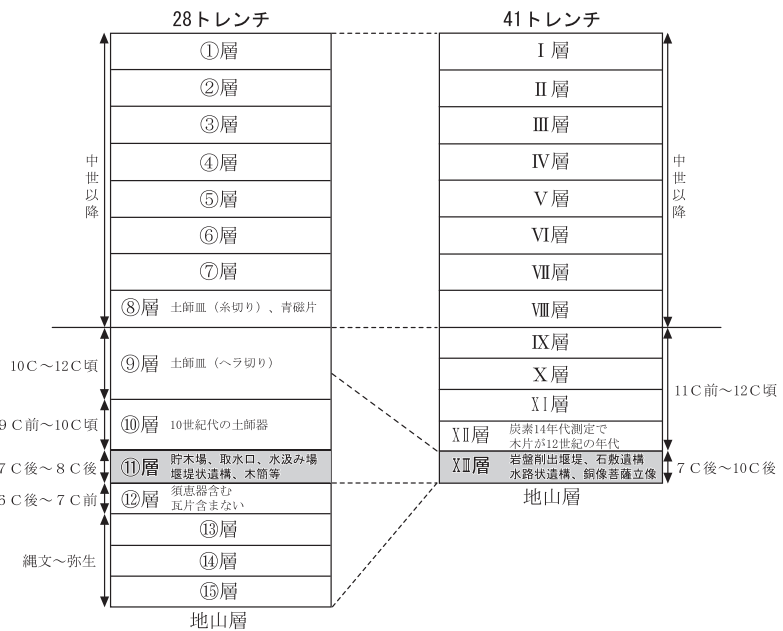 28トレンチ
①層
②層
③層
④層
⑤層
⑥層
⑦層
⑧層 土師皿（糸切り）、青磁片
⑨層 土師皿（ヘラ切り）
⑩層 10世紀代の土師器
⑪層 貯木場、取水口、水汲み場
堰堤状遺構、木簡等
⑫層 須恵器含む
瓦片含まない
⑬層
⑭層
⑮層
地山層
中世以降
10C～12C頃
9C前～10C頃
7C後～8C後
6C後～7C前
縄文～弥生
41トレンチ
Ⅰ層
Ⅱ層
Ⅲ層
Ⅳ層
Ⅴ層
Ⅵ層
Ⅶ層
Ⅷ層
Ⅸ層
Ⅹ層
ⅩⅠ層
ⅩⅡ層 炭素14年代測定で
木片が12世紀の年代
ⅩⅡ層 岩盤削出堰堤、石敷遺構
水路状遺構、銅像菩薩立像
地山層
中世以降
11C前～12C頃
7C後～10C後